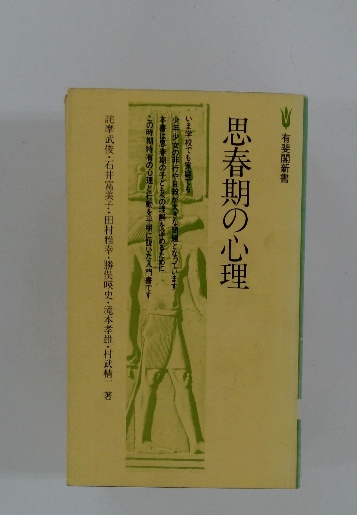 有斐閣新書
思春期の心理
いま学校でも家庭でも
少年少女の非行や自殺が大きな問題となっています
本書は思春期の子どもの理解を深めるために
この時期特有の心理と行動を平明に説いた入門書です
詫摩武俊・石井富美子・田村雅幸・勝俣暎史・滝本孝雄・村武精一 著